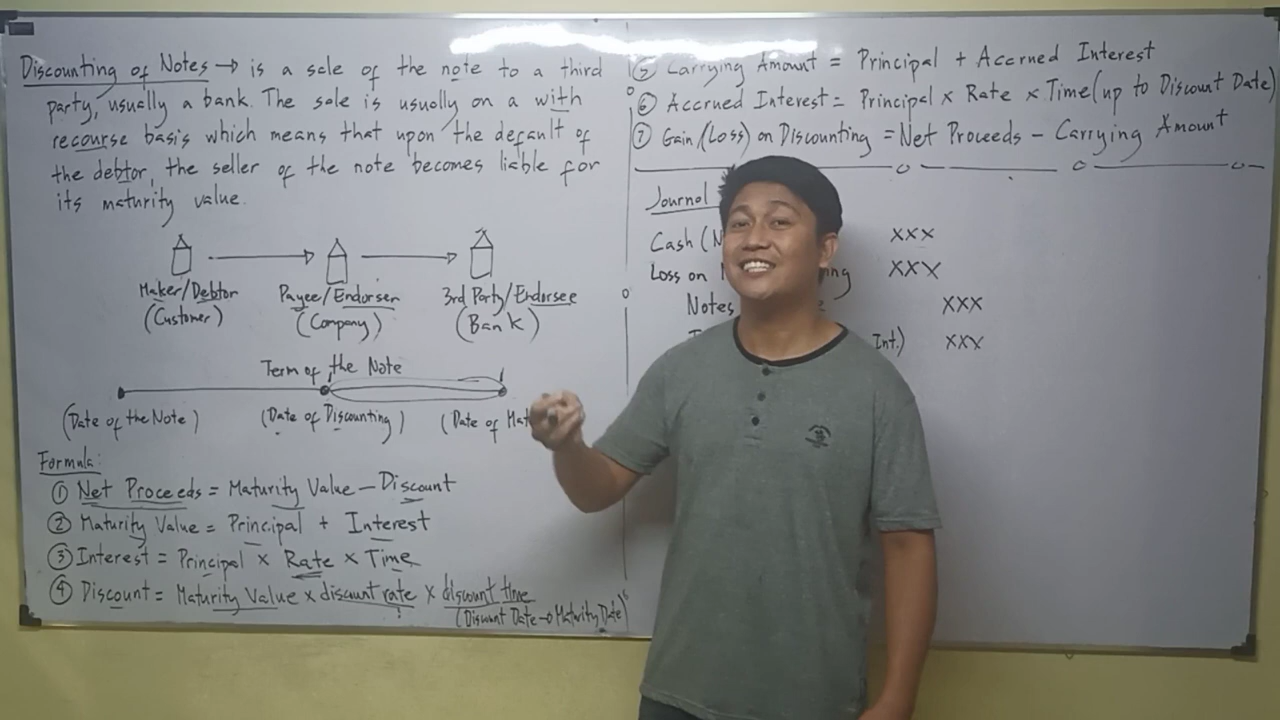 Discounting of Notes → is a sale of the note to a third
party, usually a bank. The sale is usually on a with
recourse basis which means that upon the default of
the debtor, the seller of the note becomes liable for
its maturity value.
Maker/Debtor
(Customer)
Payee/Endorser
(Company)
3rd Party/Endorsee
(Bank)
Term of the Note
(Date of the Note)
(Date of Discounting)
(Date of Mat
Formula:
① Net Proceeds = Maturity Value – Discount
② Maturity Value = Principal + Interest
③ Interest = Principal × Rate × Time
④ Discount = Maturity Value × discount rate × discount time
(Discount Date → Maturity Date)
⑤ Carrying Amount = Principal + Accrued Interest
⑥ Accrued Interest = Principal × Rate × Time (up to Discount Date)
⑦ Gain/(Loss) on Discounting = Net Proceeds – Carrying Amount
Journal
Cash (N xxx
Loss on xxx
Notes xxx
Int.) xxx